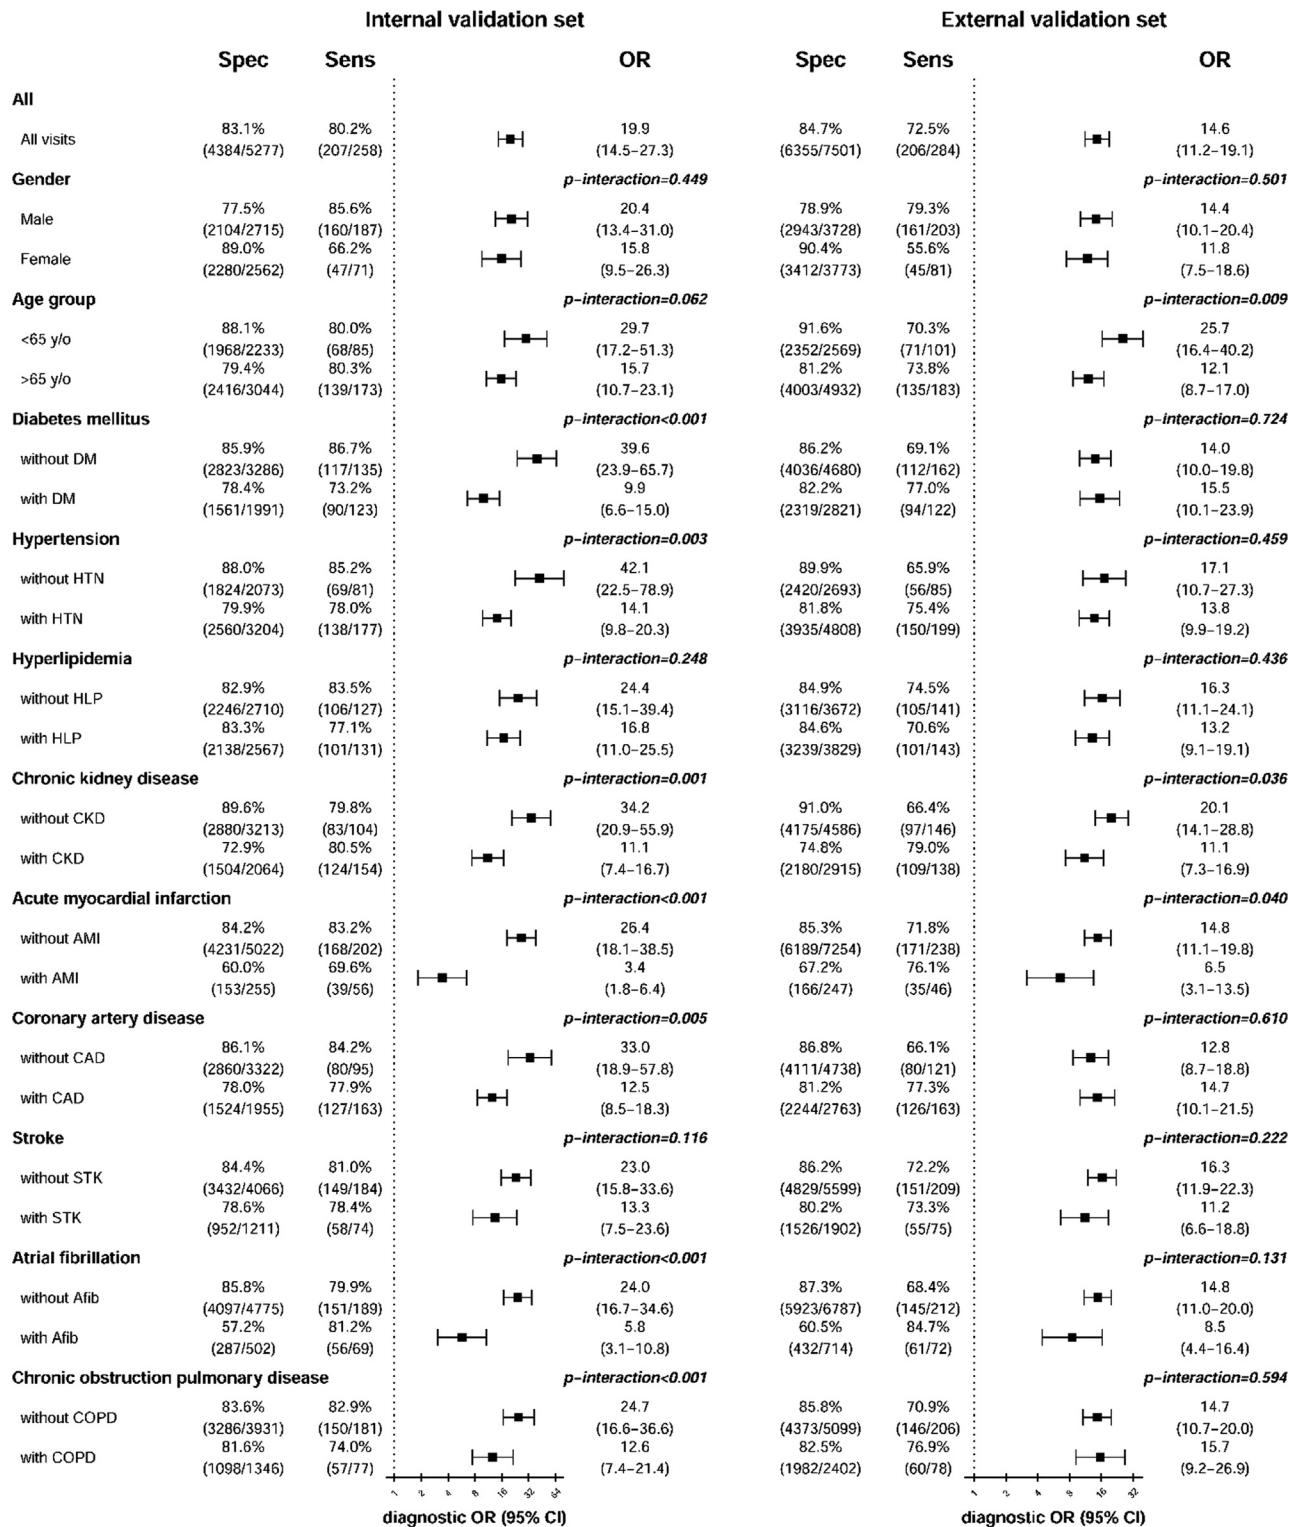 Internal validation set External validation set
Spec Sens OR Spec Sens OR
All
All visits 83.1% 80.2% 19.9 84.7% 72.5% 14.6
(4384/5277) (207/258) (14.5−27.3) (6355/7501) (206/284) (11.2−19.1)
Gender p−interaction=0.449 p−interaction=0.501
Male 77.5% 85.6% 20.4 78.9% 79.3% 14.4
(2104/2715) (160/187) (13.4−31.0) (2943/3728) (161/203) (10.1−20.4)
Female 89.0% 66.2% 15.8 90.4% 55.6% 11.8
(2280/2562) (47/71) (9.5−26.3) (3412/3773) (45/81) (7.5−18.6)
Age group p−interaction=0.062 p−interaction=0.009
<65 y/o 88.1% 80.0% 29.7 91.6% 70.3% 25.7
(1968/2233) (68/85) (17.2−51.3) (2352/2569) (71/101) (16.4−40.2)
>65 y/o 79.4% 80.3% 15.7 81.2% 73.8% 12.1
(2416/3044) (139/173) (10.7−23.1) (4003/4932) (135/183) (8.7−17.0)
Diabetes mellitus p−interaction<0.001 p−interaction=0.724
without DM 85.9% 86.7% 39.6 86.2% 69.1% 14.0
(2823/3286) (117/135) (23.9−65.7) (4036/4680) (112/162) (10.0−19.8)
with DM 78.4% 73.2% 9.9 82.2% 77.0% 15.5
(1561/1991) (90/123) (6.6−15.0) (2319/2821) (94/122) (10.1−23.9)
Hypertension p−interaction=0.003 p−interaction=0.459
without HTN 88.0% 85.2% 42.1 89.9% 65.9% 17.1
(1824/2073) (69/81) (22.5−78.9) (2420/2693) (56/85) (10.7−27.3)
with HTN 79.9% 78.0% 14.1 81.8% 75.4% 13.8
(2560/3204) (138/177) (9.8−20.3) (3935/4808) (150/199) (9.9−19.2)
Hyperlipidemia p−interaction=0.248 p−interaction=0.436
without HLP 82.9% 83.5% 24.4 84.9% 74.5% 16.3
(2246/2710) (106/127) (15.1−39.4) (3116/3672) (105/141) (11.1−24.1)
with HLP 83.3% 77.1% 16.8 84.6% 70.6% 13.2
(2138/2567) (101/131) (11.0−25.5) (3239/3829) (101/143) (9.1−19.1)
Chronic kidney disease p−interaction=0.001 p−interaction=0.036
without CKD 89.6% 79.8% 34.2 91.0% 66.4% 20.1
(2880/3213) (83/104) (20.9−55.9) (4175/4586) (97/146) (14.1−28.8)
with CKD 72.9% 80.5% 11.1 74.8% 79.0% 11.1
(1504/2064) (124/154) (7.4−16.7) (2180/2915) (109/138) (7.3−16.9)
Acute myocardial infarction p−interaction<0.001 p−interaction=0.040
without AMI 84.2% 83.2% 26.4 85.3% 71.8% 14.8
(4231/5022) (168/202) (18.1−38.5) (6189/7254) (171/238) (11.1−19.8)
with AMI 60.0% 69.6% 3.4 67.2% 76.1% 6.5
(153/255) (39/56) (1.8−6.4) (166/247) (35/46) (3.1−13.5)
Coronary artery disease p−interaction=0.005 p−interaction=0.610
without CAD 86.1% 84.2% 33.0 86.8% 66.1% 12.8
(2860/3322) (80/95) (18.9−57.8) (4111/4738) (80/121) (8.7−18.8)
with CAD 78.0% 77.9% 12.5 81.2% 77.3% 14.7
(1524/1955) (127/163) (8.5−18.3) (2244/2763) (126/163) (10.1−21.5)
Stroke p−interaction=0.116 p−interaction=0.222
without STK 84.4% 81.0% 23.0 86.2% 72.2% 16.3
(3432/4066) (149/184) (15.8−33.6) (4829/5599) (151/209) (11.9−22.3)
with STK 78.6% 78.4% 13.3 80.2% 73.3% 11.2
(952/1211) (58/74) (7.5−23.6) (1526/1902) (55/75) (6.6−18.8)
Atrial fibrillation p−interaction<0.001 p−interaction=0.131
without Afib 85.8% 79.9% 24.0 87.3% 68.4% 14.8
(4097/4775) (151/189) (16.7−34.6) (5923/6787) (145/212) (11.0−20.0)
with Afib 57.2% 81.2% 5.8 60.5% 84.7% 8.5
(287/502) (56/69) (3.1−10.8) (432/714) (61/72) (4.4−16.4)
Chronic obstruction pulmonary disease p−interaction<0.001 p−interaction=0.594
without COPD 83.6% 82.9% 24.7 85.8% 70.9% 14.7
(3286/3931) (150/181) (16.6−36.6) (4373/5099) (146/206) (10.7−20.0)
with COPD 81.6% 74.0% 12.6 82.5% 76.9% 15.7
(1098/1346) (57/77) (7.4−21.4) (1982/2402) (60/78) (9.2−26.9)
1 2 4 8 16 32 64 1 2 4 8 16 32
diagnostic OR (95% CI) diagnostic OR (95% CI)